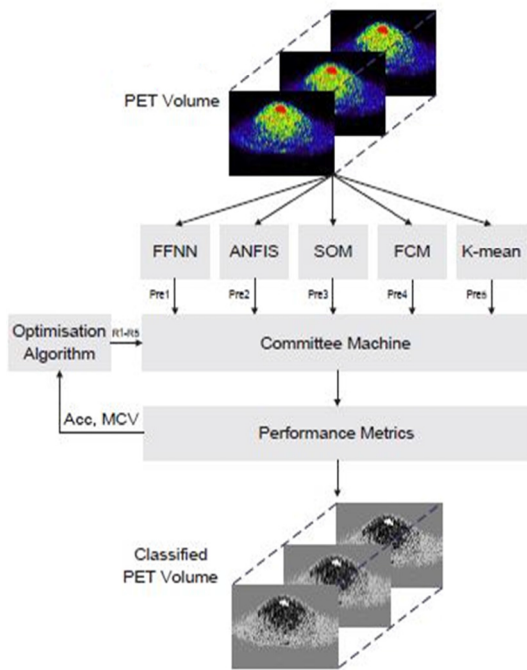 PET Volume
FFNN
ANFIS
SOM
FCM
K-mean
Pre1
Pre2
Pre3
Pre4
Pre5
Optimisation
Algorithm
R1-R5
Committee Machine
Acc, MCV
Performance Metrics
Classified
PET Volume